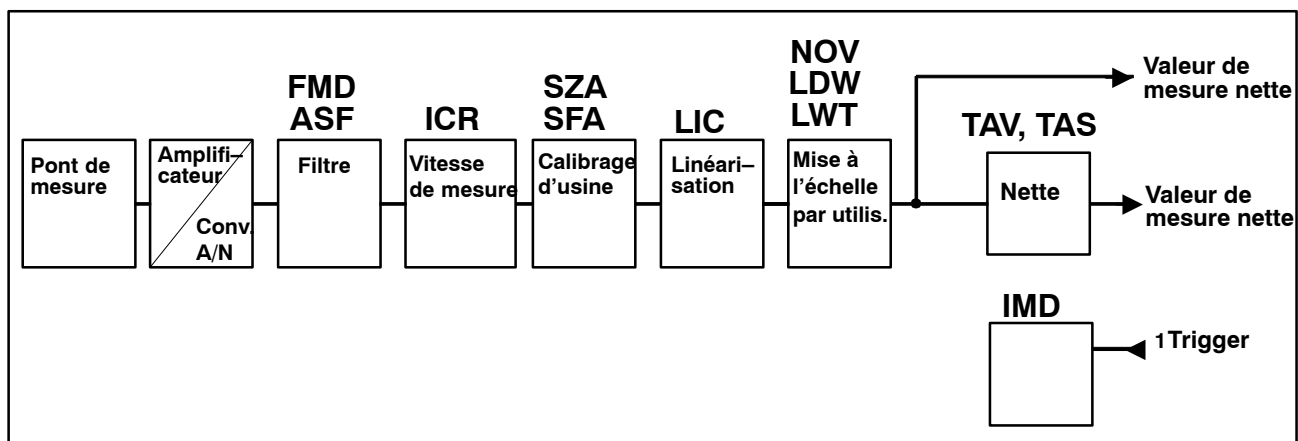 FMD
ASF
ICR
SZA
SFA
LIC
NOV
LDW
LWT
TAV, TAS
Valeur de
mesure nette
Pont de
mesure
Amplifi–
cateur
Conv.
A/N
Filtre
Vitesse
de mesure
Calibrage
d'usine
Linéari–
sation
Mise à
l'échelle
par utilis.
Nette
Valeur de
mesure nette
IMD
1Trigger